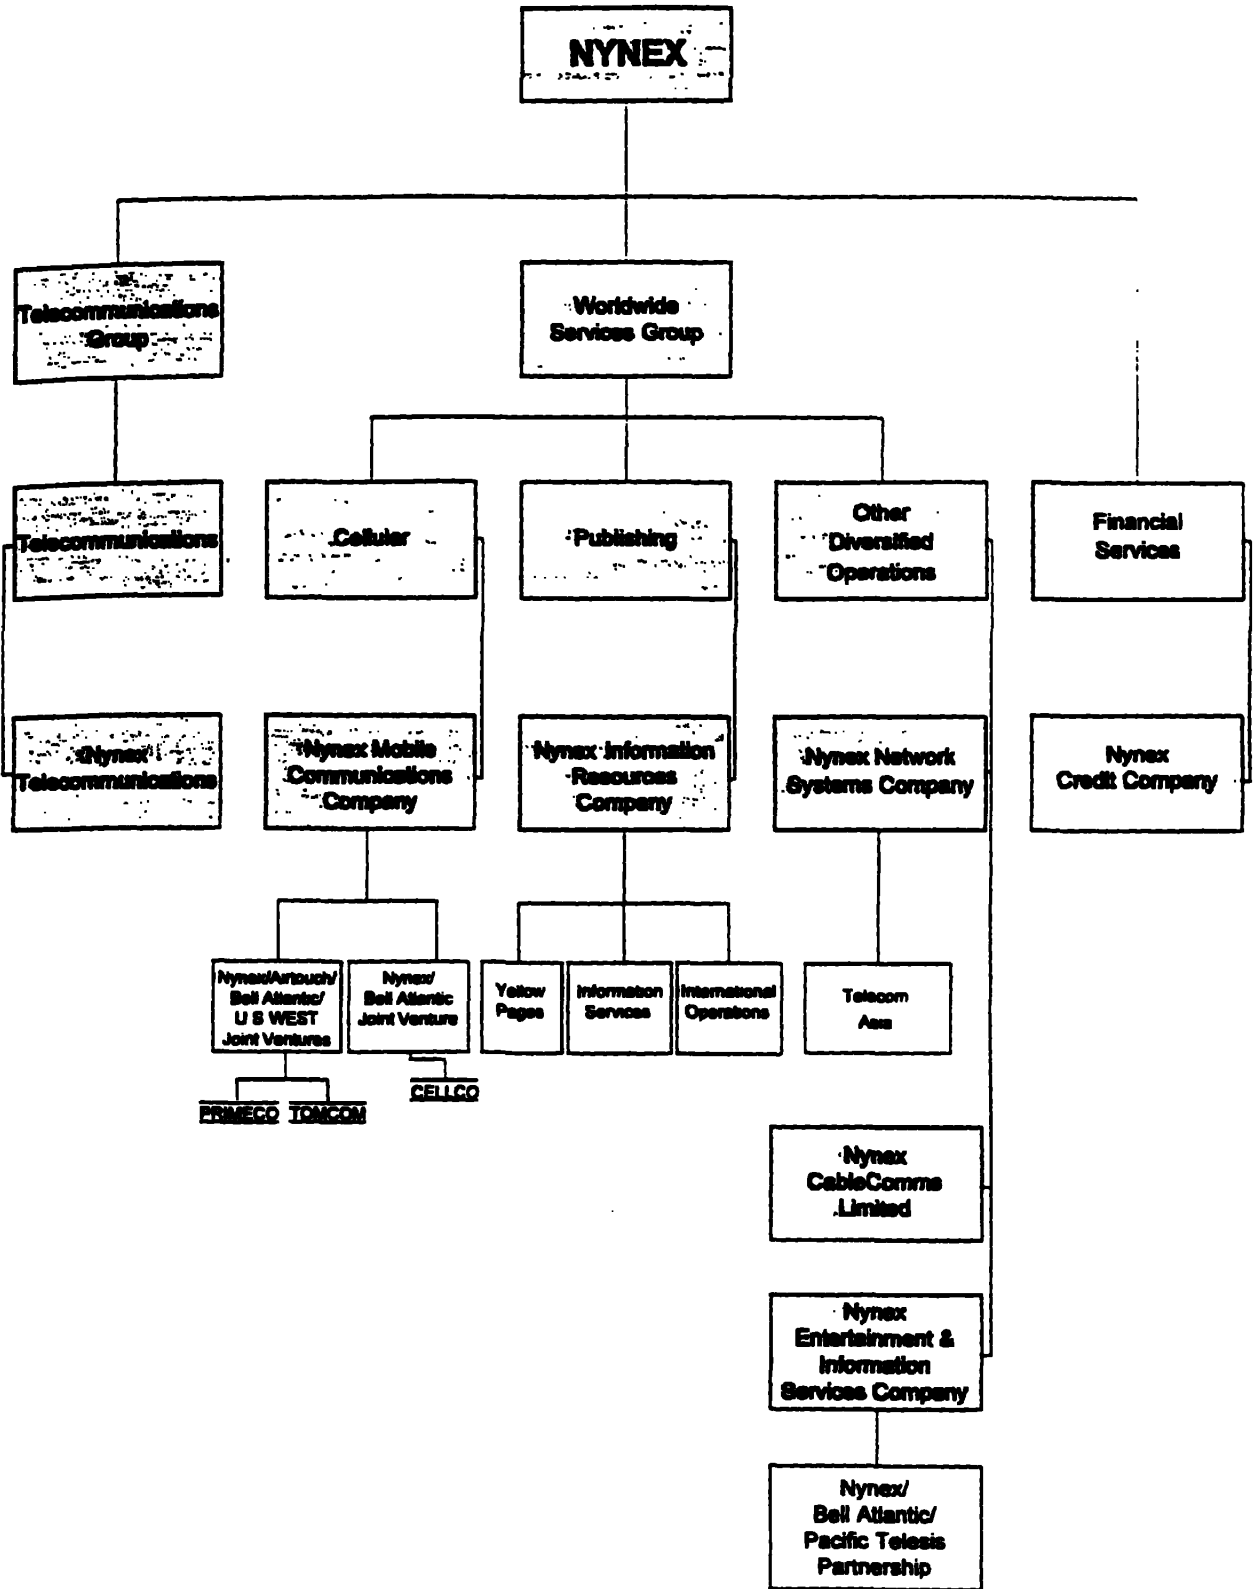 NYNEX
Telecommunications
Group
Worldwide
Services Group
Telecommunications
Cellular
Publishing
Other
Diversified
Operations
Financial
Services
Nynex
Telecommunications
Nynex Mobile
Communications
Company
Nynex Information
Resources
Company
Nynex Network
Systems Company
Nynex
Credit Company
Nynex/Airtouch/
Bell Atlantic/
U S WEST
Joint Ventures
Nynex/
Bell Atlantic
Joint Venture
Yellow
Pages
Information
Services
International
Operations
Telecom
Asia
PRIMECO
TOMCOM
CELLCO
Nynex
CableComms
Limited
Nynex
Entertainment &
Information
Services Company
Nynex/
Bell Atlantic/
Pacific Telesis
Partnership